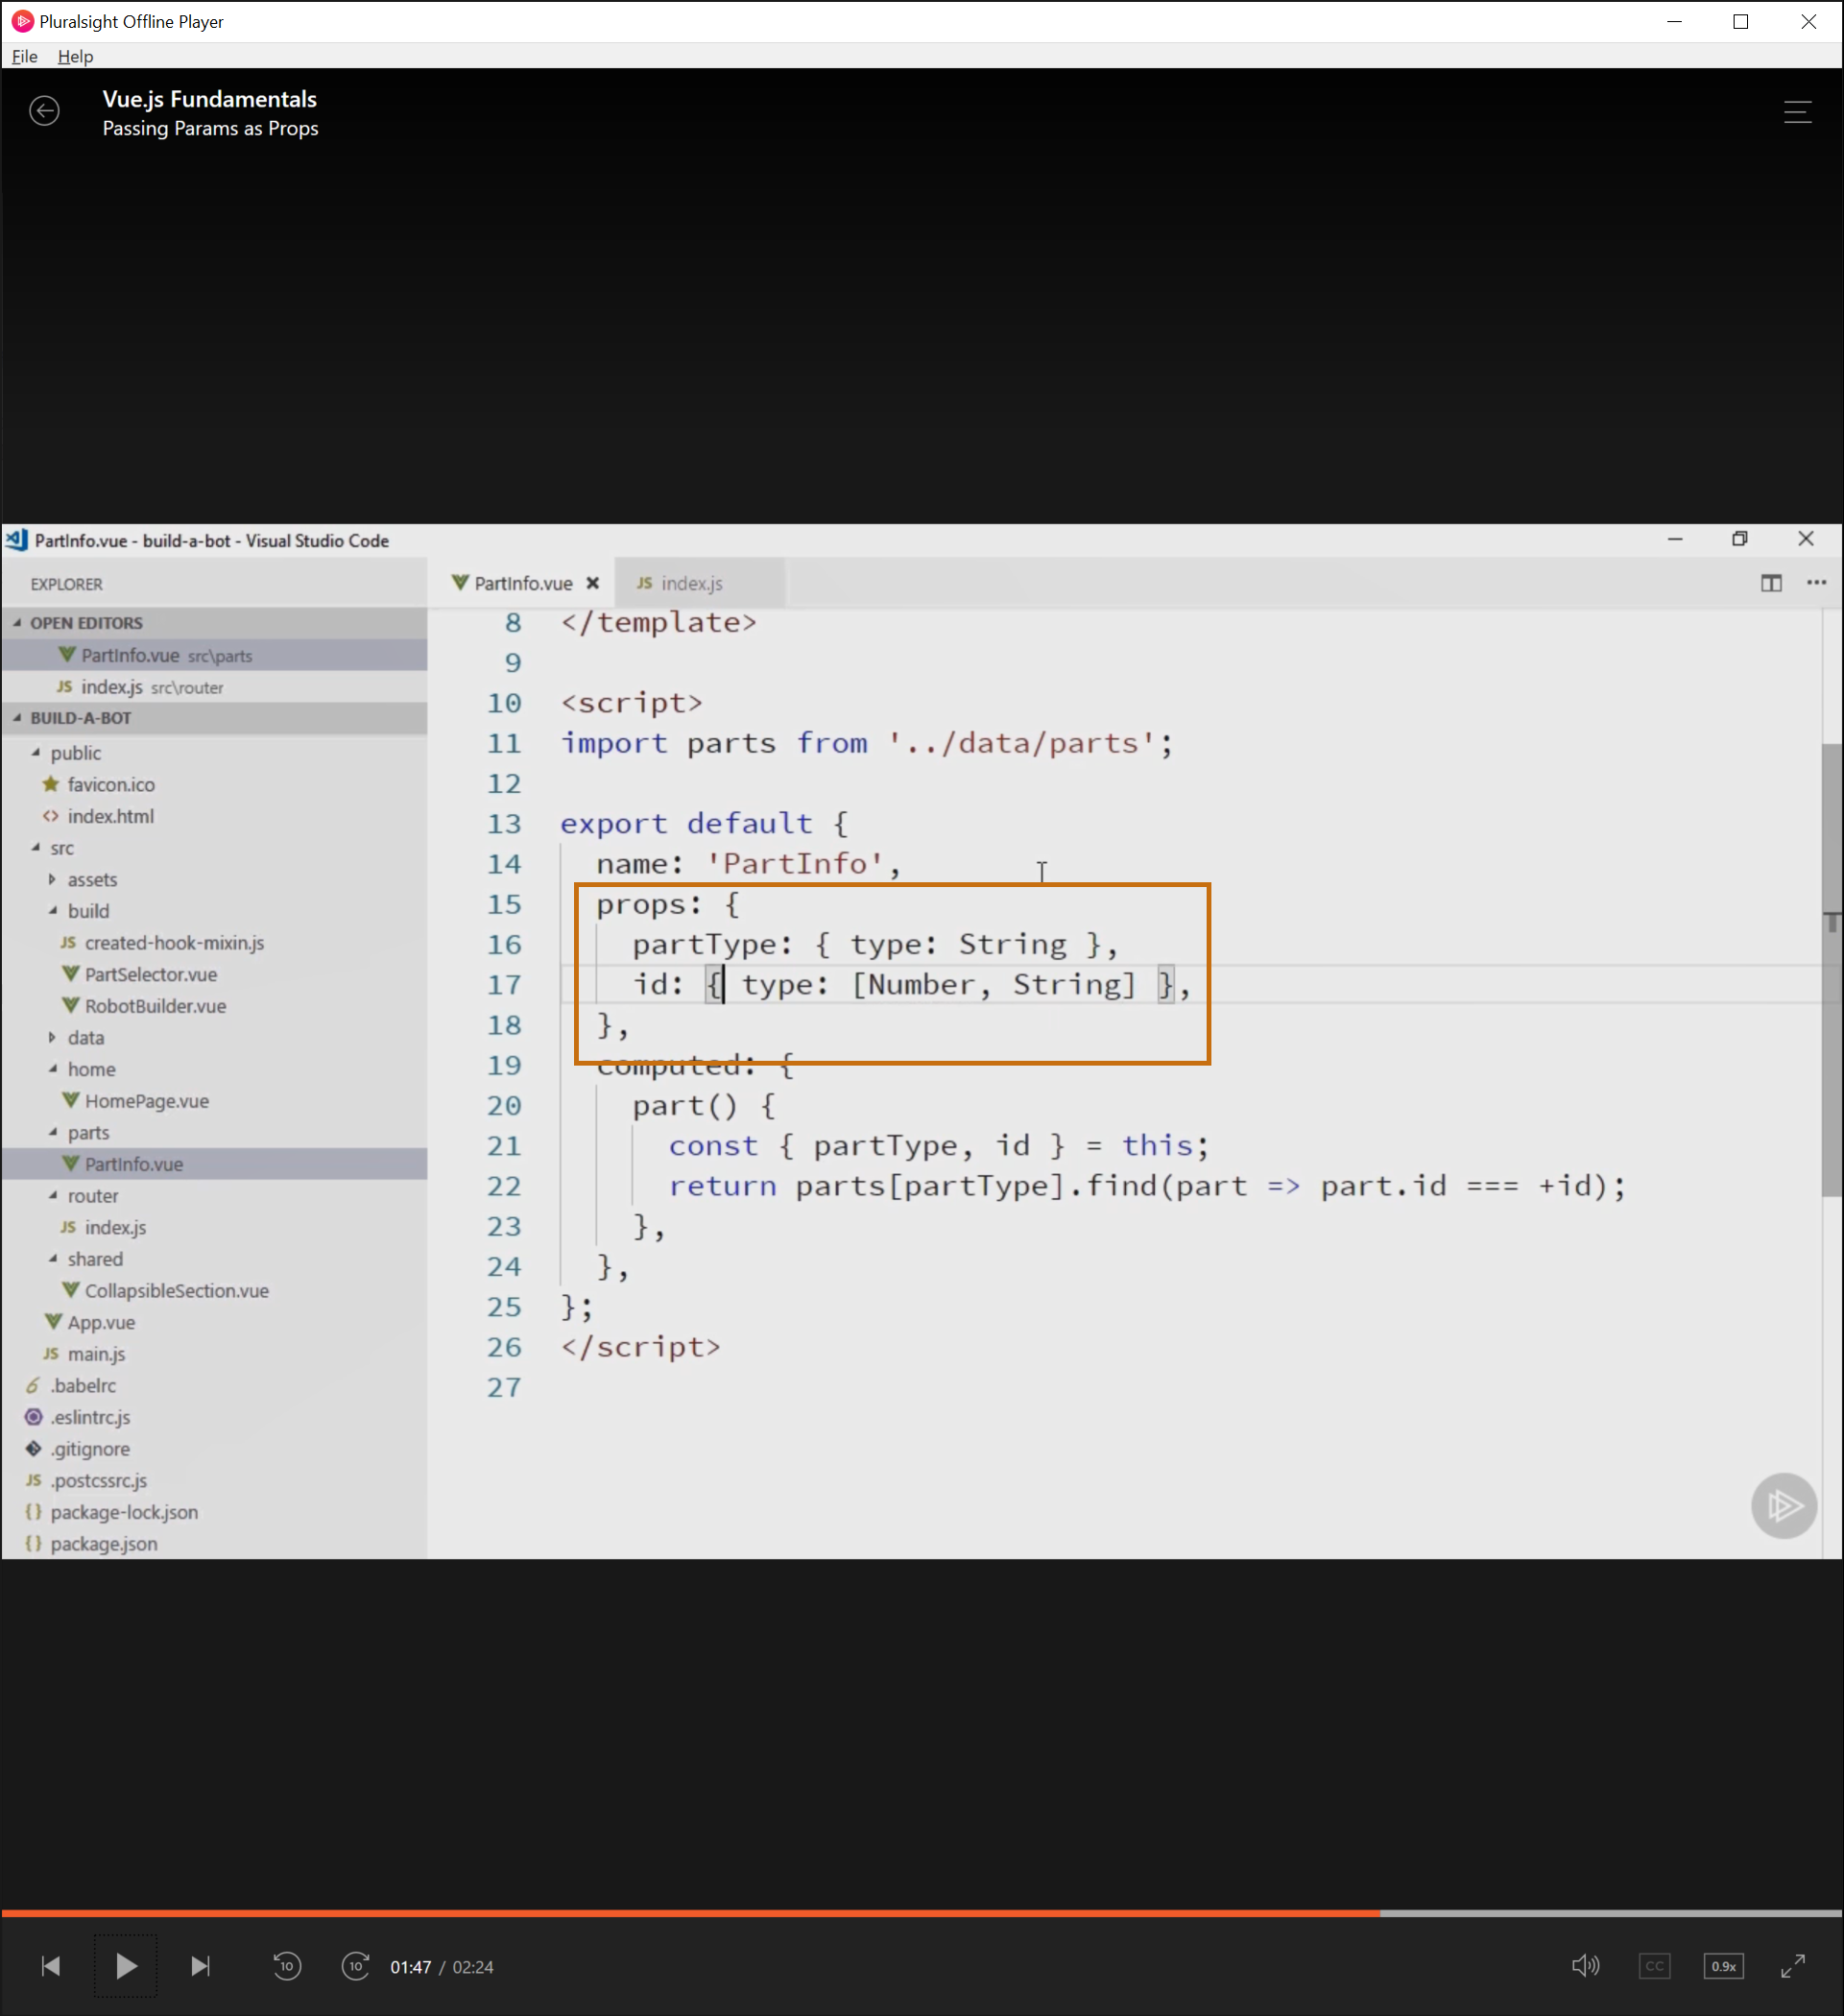 Pluralsight Offline Player
File Help
Vue.js Fundamentals
Passing Params as Props
PartInfo.vue - build-a-bot - Visual Studio Code
EXPLORER
OPEN EDITORS
PartInfo.vue src\parts
JS index.js src\router
BUILD-A-BOT
public
favicon.ico
<> index.html
src
assets
build
JS created-hook-mixin.js
PartSelector.vue
RobotBuilder.vue
data
home
HomePage.vue
parts
PartInfo.vue
router
JS index.js
shared
CollapsibleSection.vue
App.vue
JS main.js
.babelrc
.eslintrc.js
.gitignore
JS .postcssrc.js
{} package-lock.json
{} package.json
PartInfo.vue JS index.js
8 </template>
9
10 <script>
11 import parts from '../data/parts';
12
13 export default {
14 name: 'PartInfo',
15 props: {
16 partType: { type: String },
17 id: { type: [Number, String] },
18 },
19 computed: {
20 part() {
21 const { partType, id } = this;
22 return parts[partType].find(part => part.id === +id);
23 },
24 },
25 };
26 </script>
27
10 10 01:47 / 02:24 CC 0.9x